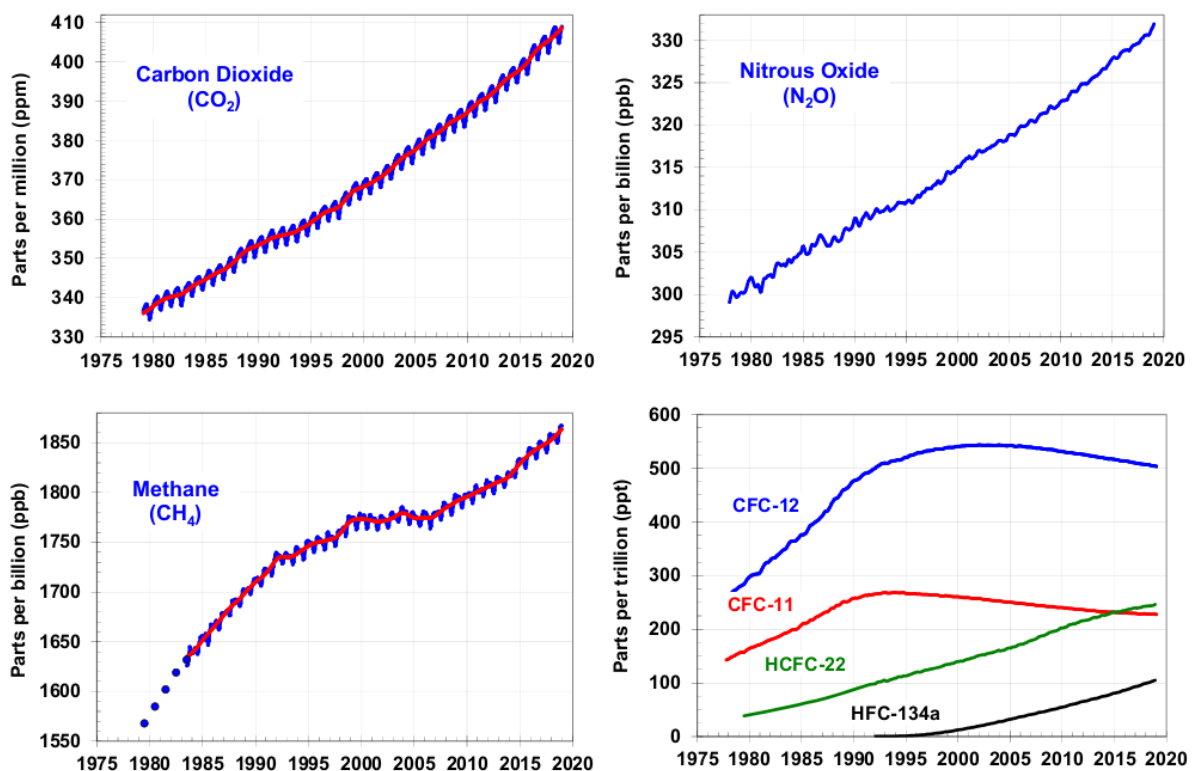 Parts per million (ppm)
410
400
390
380
370
360
350
340
330
Carbon Dioxide
(CO₂)
1975 1980 1985 1990 1995 2000 2005 2010 2015 2020
Parts per billion (ppb)
330
325
320
315
310
305
300
295
Nitrous Oxide
(N₂O)
1975 1980 1985 1990 1995 2000 2005 2010 2015 2020
Parts per billion (ppb)
1850
1800
1750
1700
1650
1600
1550
Methane
(CH₄)
1975 1980 1985 1990 1995 2000 2005 2010 2015 2020
Parts per trillion (ppt)
600
500
400
300
200
100
0
CFC-12
CFC-11
HCFC-22
HFC-134a
1975 1980 1985 1990 1995 2000 2005 2010 2015 2020